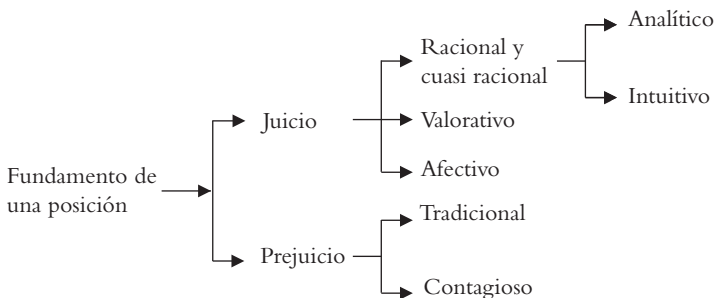 Fundamento de
una posición
Juicio
Racional y
cuasi racional
Analítico
Intuitivo
Valorativo
Afectivo
Prejuicio
Tradicional
Contagioso